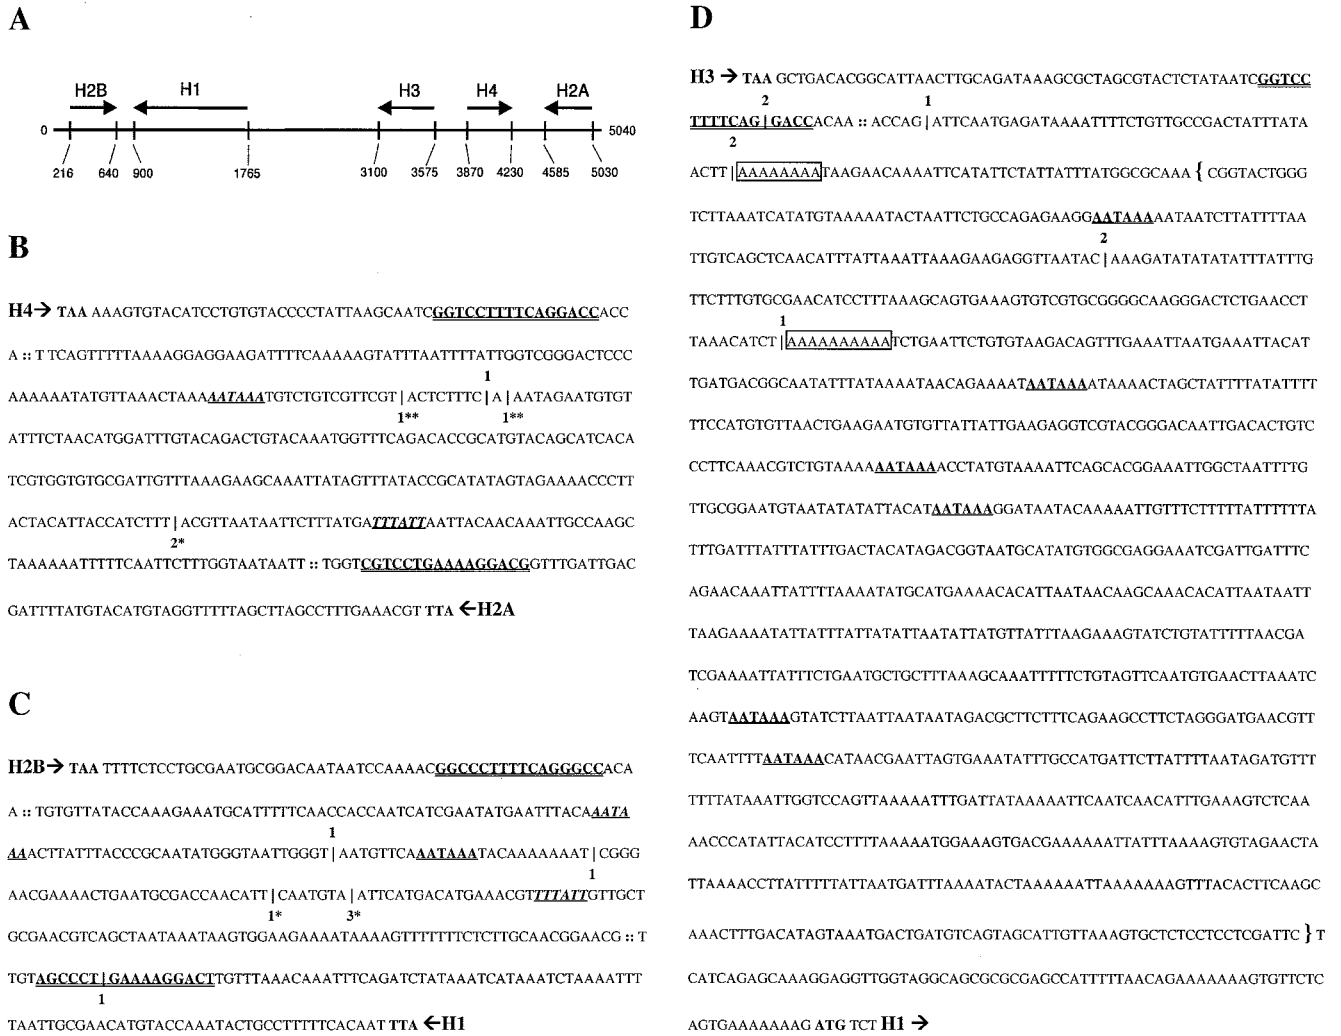 A
H2B H1 H3 H4 H2A
0 5040
216 640 900 1765 3100 3575 3870 4230 4585 5030
B
H4→ TAA AAAGTGTACATCCTGTGTACCCCTATTAAGCAATCGGTCCTTTTCAGGACCACC
A :: T TCAGTTTTTAAAAGGAGGAAGATTTTCAAAAAGTATTTAATTTTATTGGTCGGGACTCCC
1
AAAAAATATGTTAAACTAAAAATAAATGTCTGTCGTTCGT|ACTCTTTC|A|AATAGAATGTGT
1** 1**
ATTTCTAACATGGATTTGTACAGACTGTACAAATGGTTTCAGACACCGCATGTACAGCATCACA
TCGTGGTGTGCGATTGTTTAAAGAAGCAAATTATAGTTTATACCGCATATAGTAGAAAACCCTT
ACTACATTACCATCTTT|ACGTTAATAATTCTTTATGATTTATTAATTACAACAAATTGCCAAGC
2*
TAAAAAATTTTTCAATTCTTTGGTAATAATT :: TGGTCGTCCTGAAAAGGACGGTTTGATTGAC
GATTTTATGTACATGTAGGTTTTTAGCTTAGCCTTTGAAACGT TTA ←H2A
C
H2B→ TAA TTTTCTCCTGCGAATGCGGACAATAATCCAAAACGGCCCTTTTCAGGGCCACA
A :: TGTGTTATACCAAAGAAATGCATTTTTCAACCACCAATCATCGAATATGAATTTACAAATA
1
AAACTTATTTACCCGCAATATGGGTAATTGGGT|AATGTTCAAATAAATACAAAAAAAT|CGGG
1
AACGAAAACTGAATGCGACCAACATT|CAATGTA|ATTCATGACATGAAACGTTTTATTGTTGCT
1* 3*
GCGAACGTCAGCTAATAAATAAGTGGAAGAAAATAAAAGTTTTTTTCTCTTGCAACGGAACG :: T
TGTAGCCCT|GAAAAGGACTTGTTTAAACAAATTTCAGATCTATAAATCATAAATCTAAAATTT
1
TAATTGCGAACATGTACCAAATACTGCCTTTTTCACAAT TTA ←H1
D
H3→ TAA GCTGACACGGCATTAACTTGCAGATAAAGCGCTAGCGTACTCTATAATCGGTCC
2 1
TTTTCAG|GACCACAA :: ACCAG|ATTCAATGAGATAAAATTTTCTGTTGCCGACTATTTATA
2
ACTT|AAAAAAAATAAGAACAAAATTCATATTCTATTATTTATGGCGCAAA { CGGTACTGGG
TCTTAAATCATATGTAAAAATACTAATTCTGCCAGAGAAGGAATAAAAATAATCTTATTTTAA
2
TTGTCAGCTCAACATTTATTAAATTAAAGAAGAGGTTAATAC|AAAGATATATATATTTATTTG
TTCTTTGTGCGAACATCCTTTAAAGCAGTGAAAGTGTCGTGCGGGGCAAGGGACTCTGAACCT
1
TAAACATCT|AAAAAAAAAATCTGAATTCTGTGTAAGACAGTTTGAAATTAATGAAATTACAT
TGATGACGGCAATATTTATAAAATAACAGAAAATAATAAAATAAAACTAGCTATTTTATATTTT
TTCCATGTGTTAACTGAAGAATGTGTTATTATTGAAGAGGTCGTACGGGACAATTGACACTGTC
CCTTCAAACGTCTGTAAAAAATAAAACCTATGTAAAATTCAGCACGGAAATTGGCTAATTTTG
TTGCGGAATGTAATATATATTACATAATAAAGGATAATACAAAAATTGTTTCTTTTTATTTTTTA
TTTGATTTATTTATTTGACTACATAGACGGTAATGCATATGTGGCGAGGAAATCGATTGATTTC
AGAACAAATTATTTTAAAATATGCATGAAAACACATTAATAACAAGCAAACACATTAATAATT
TAAGAAAATATTATTTATTATATTAATATTATGTTATTTAAGAAAGTATCTGTATTTTTAACGA
TCGAAAATTATTTCTGAATGCTGCTTTAAAGCAAATTTTTCTGTAGTTCAATGTGAACTTAAATC
AAGTAATAAAGTATCTTAATTAATAATAGACGCTTCTTTCAGAAGCCTTCTAGGGATGAACGTT
TCAATTTTAATAAACATAACGAATTAGTGAAATATTTGCCATGATTCTTATTTTAATAGATGTTT
TTTTATAAATTGGTCCAGTTAAAAATTTGATTATAAAAATTCAATCAACATTTGAAAGTCTCAA
AACCCATATTACATCCTTTTAAAAATGGAAAGTGACGAAAAAATTATTTAAAAGTGTAGAACTA
TTAAAACCTTATTTTTATTAATGATTTAAAATACTAAAAAATTAAAAAAAGTTTACACTTCAAGC
AAACTTTGACATAGTAAATGACTGATGTCAGTAGCATTGTTAAAGTGCTCTCCTCCTCGATTC } T
CATCAGAGCAAAGGAGGTTGGTAGGCAGCGCGCGAGCCATTTTTAACAGAAAAAAAGTGTTCTC
AGTGAAAAAAAG ATG TCT H1 →